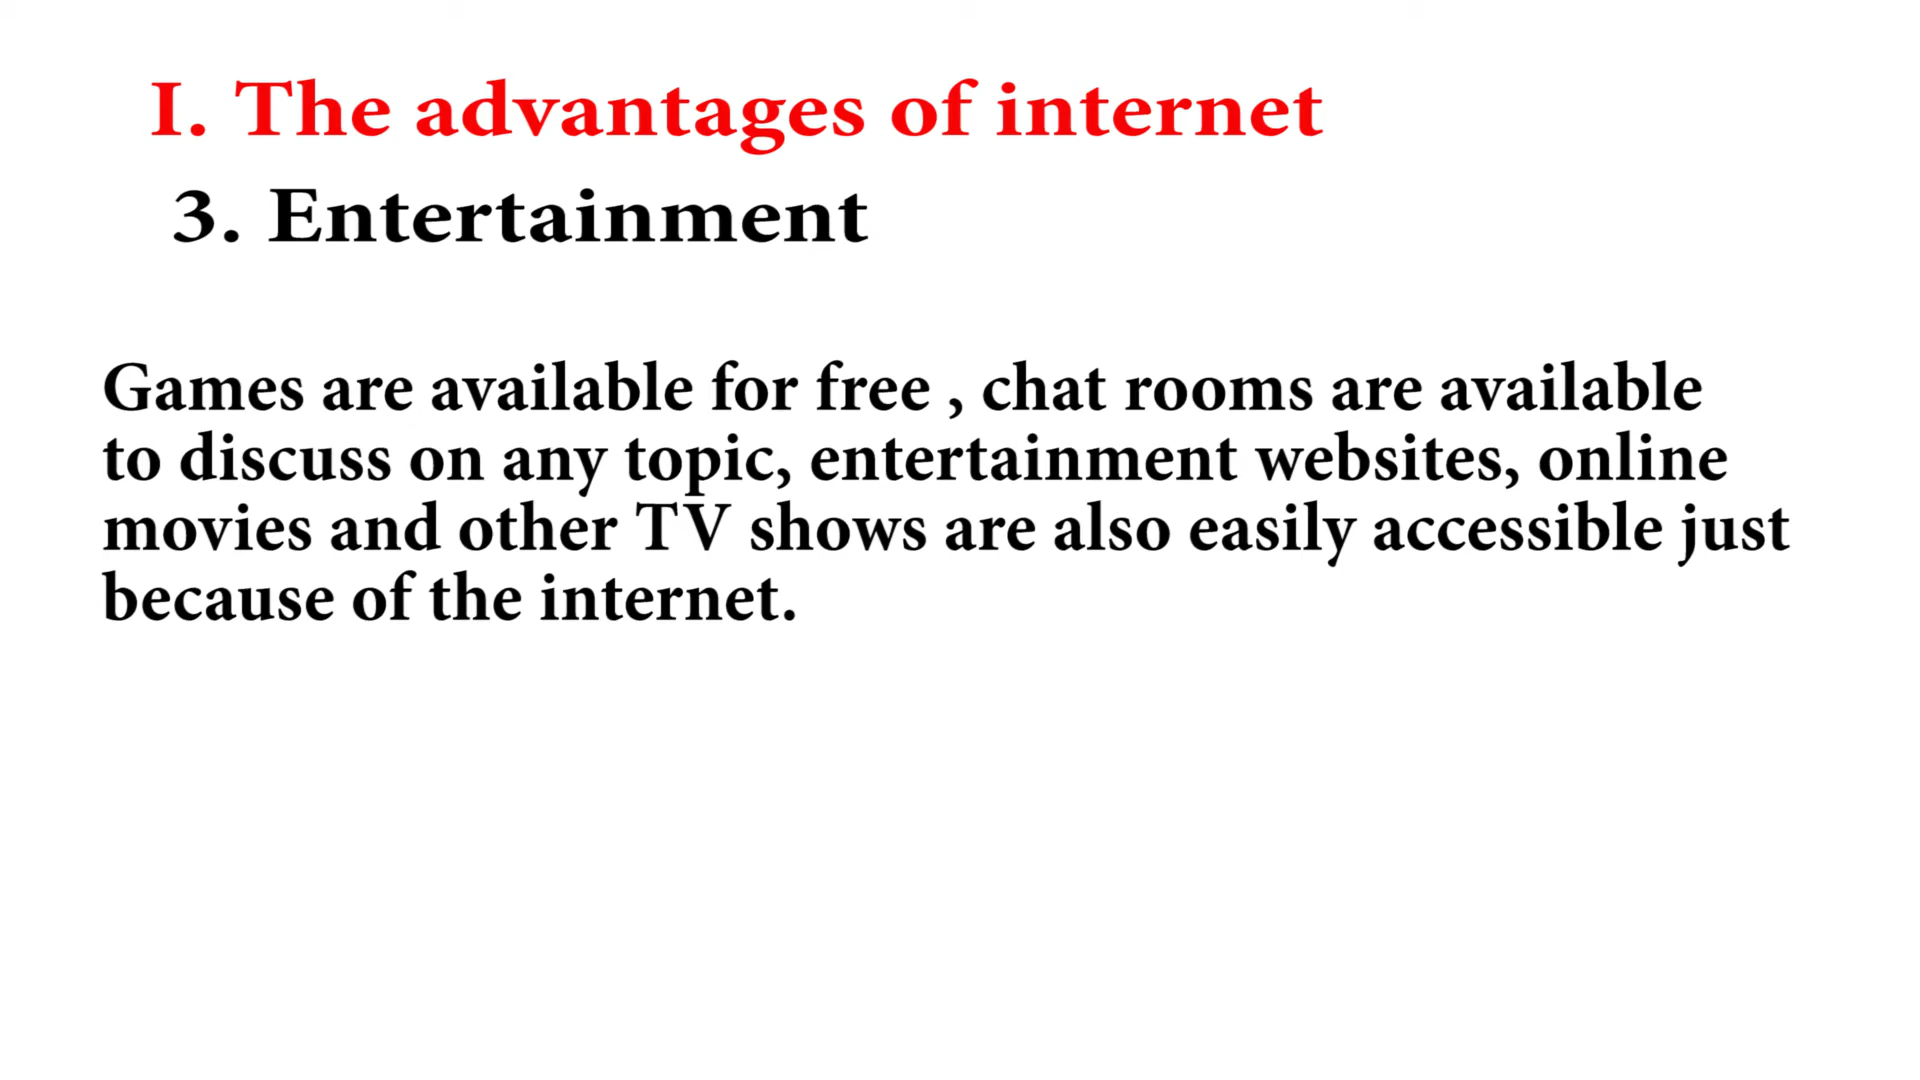 I. The advantages of internet
3. Entertainment
Games are available for free , chat rooms are available
to discuss on any topic, entertainment websites, online
movies and other TV shows are also easily accessible just
because of the internet.